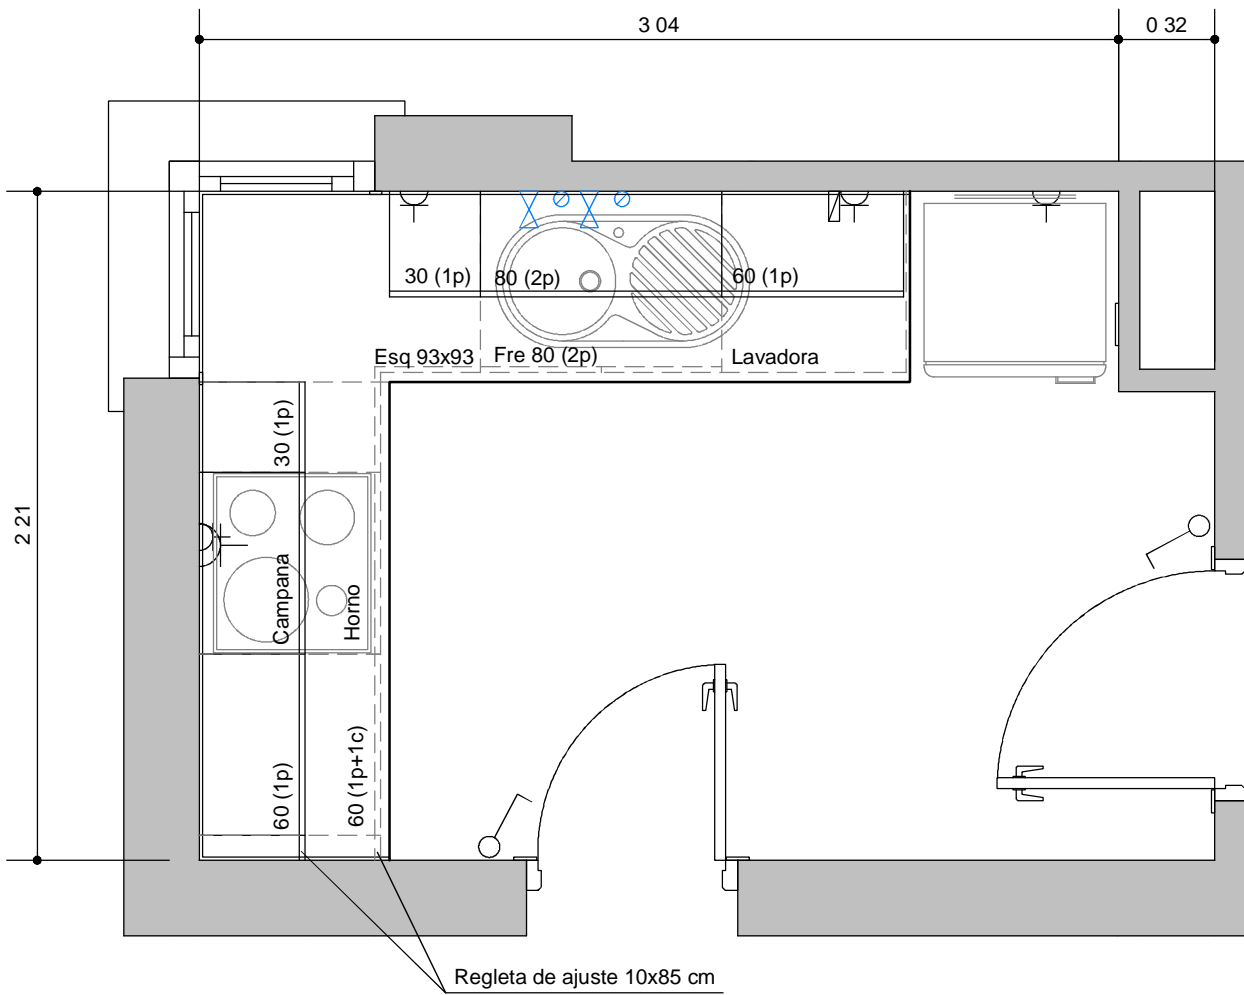 3 04
0 32
30 (1p)
80 (2p)
60 (1p)
Esq 93x93
Fre 80 (2p)
Lavadora
30 (1p)
2 21
Campana
Horno
60 (1p)
60 (1p+1c)
Regleta de ajuste 10x85 cm